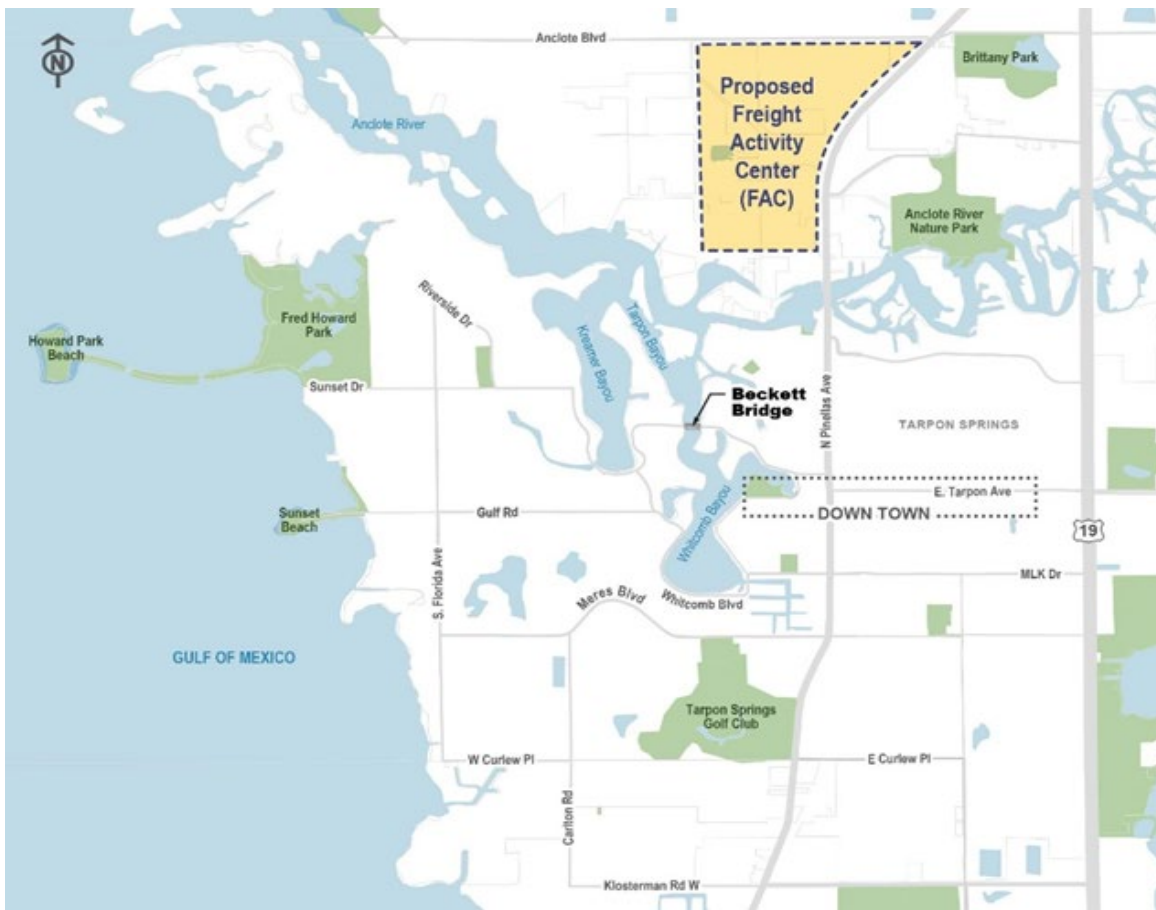 N
Anclote Blvd
Brittany Park
Proposed
Freight
Activity
Center
(FAC)
Anclote River
Anclote River
Nature Park
Riverside Dr
Tarpon Bayou
Kreamer Bayou
Fred Howard
Park
Howard Park
Beach
Sunset Dr
Beckett
Bridge
N Pinellas Ave
TARPON SPRINGS
E. Tarpon Ave
DOWN TOWN
Whitcomb Bayou
Gulf Rd
Sunset
Beach
19
MLK Dr
S. Florida Ave
Meres Blvd
Whitcomb Blvd
GULF OF MEXICO
Tarpon Springs
Golf Club
W Curlew Pl
E Curlew Pl
Carlton Rd
Klosterman Rd W